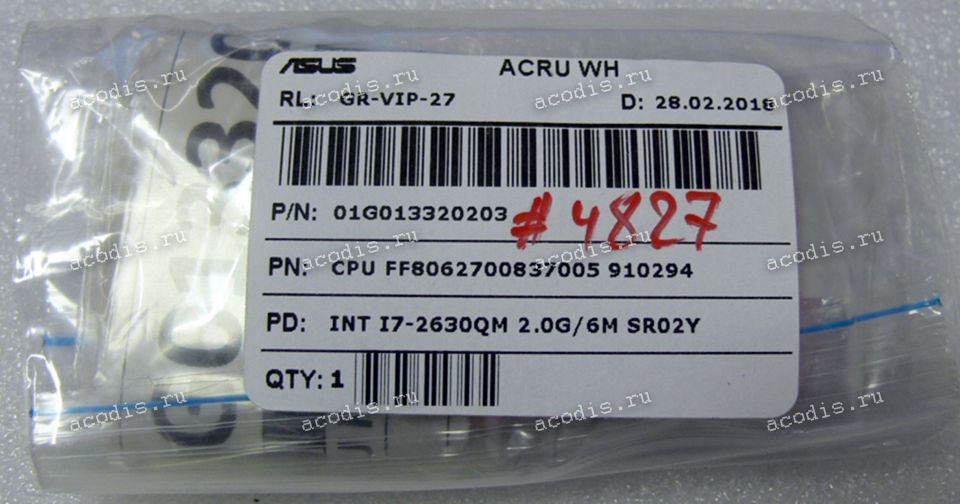 ASUS ACRU WH
RL: GR-VIP-27 D: 28.02.2018
P/N: 01G013320203 # 4827
PN: CPU FF8062700837005 910294
PD: INT I7-2630QM 2.0G/6M SR02Y
QTY: 1
acodis.ru